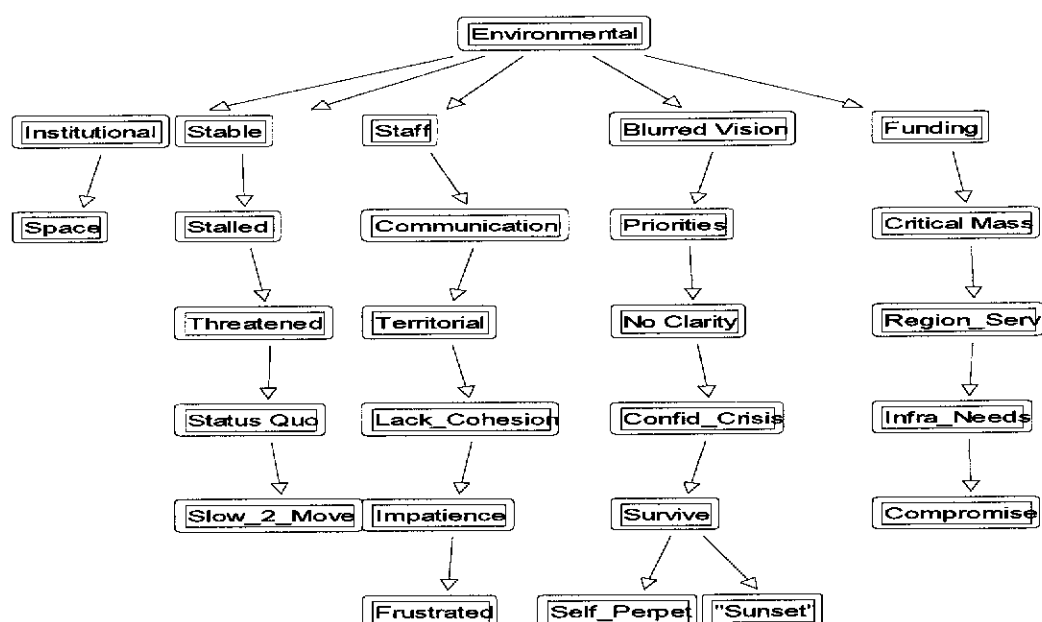 Environmental
Institutional Stable Staff Blurred Vision Funding
Space Stalled Communication Priorities Critical Mass
Threatened Territorial No Clarity Region_Serv
Status Quo Lack_Cohesion Confid_Crisis Infra_Needs
Slow_2_Move Impatience Survive Compromise
Frustrated Self_Perpet "Sunset'